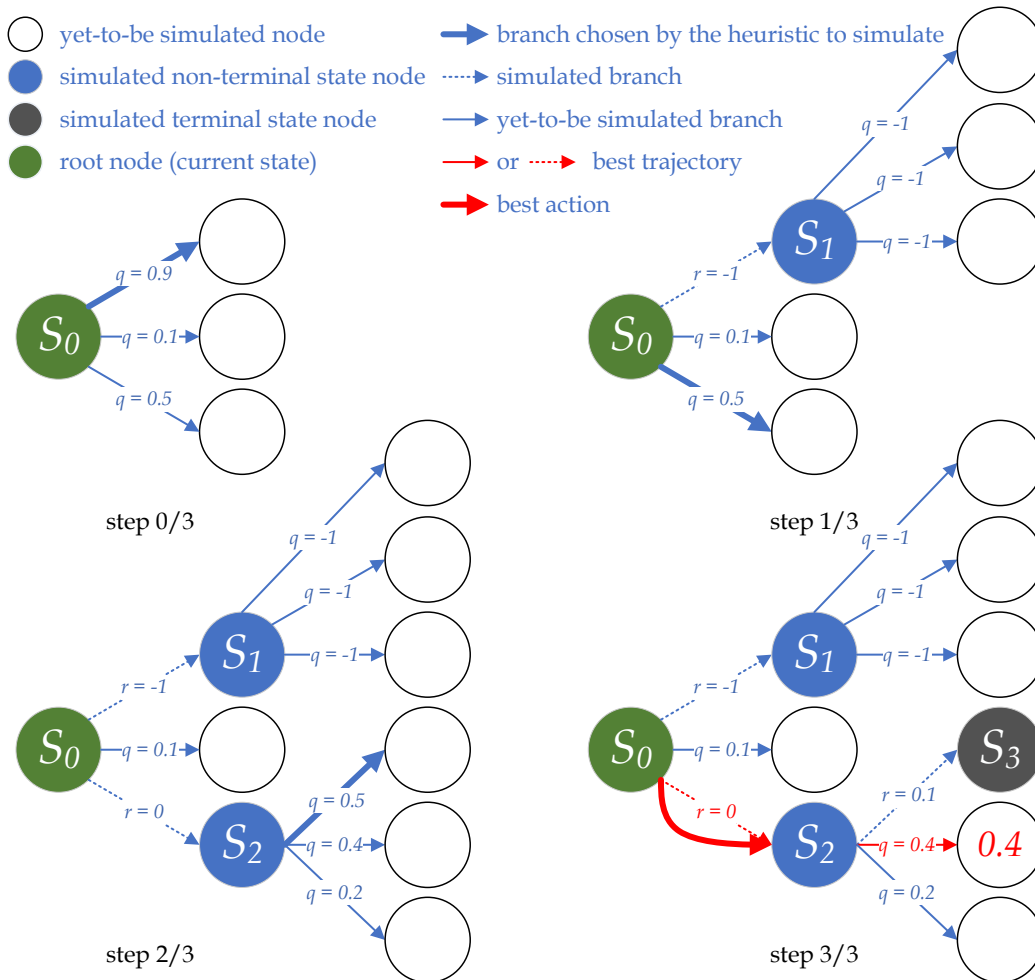 yet-to-be simulated node
simulated non-terminal state node
simulated terminal state node
root node (current state)
branch chosen by the heuristic to simulate
simulated branch
yet-to-be simulated branch
or
best trajectory
best action
q = 0.9
S0
q = 0.1
q = 0.5
step 0/3
q = -1
q = -1
S1
q = -1
r = -1
S0
q = 0.1
q = 0.5
step 1/3
q = -1
q = -1
S1
q = -1
r = -1
S0
q = 0.1
r = 0
q = 0.5
S2
q = 0.4
q = 0.2
step 2/3
q = -1
q = -1
S1
q = -1
r = -1
S0
q = 0.1
S3
r = 0
r = 0.1
S2
q = 0.4
0.4
q = 0.2
step 3/3